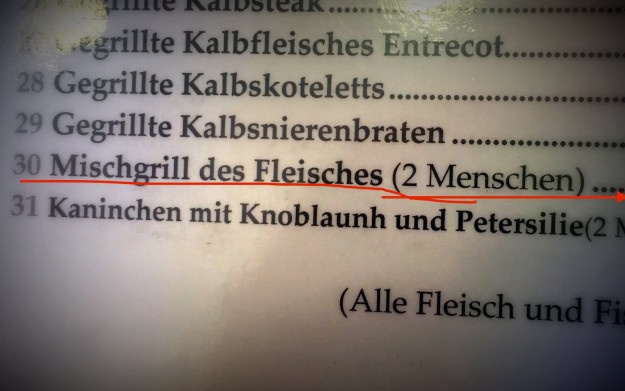 Kalbsteak...............
Gegrillte Kalbfleisches Entrecot..............
28 Gegrillte Kalbskoteletts..............................
29 Gegrillte Kalbsnierenbraten ......................
30 Mischgrill des Fleisches (2 Menschen) ....
31 Kaninchen mit Knoblaunh und Petersilie(2
(Alle Fleisch und